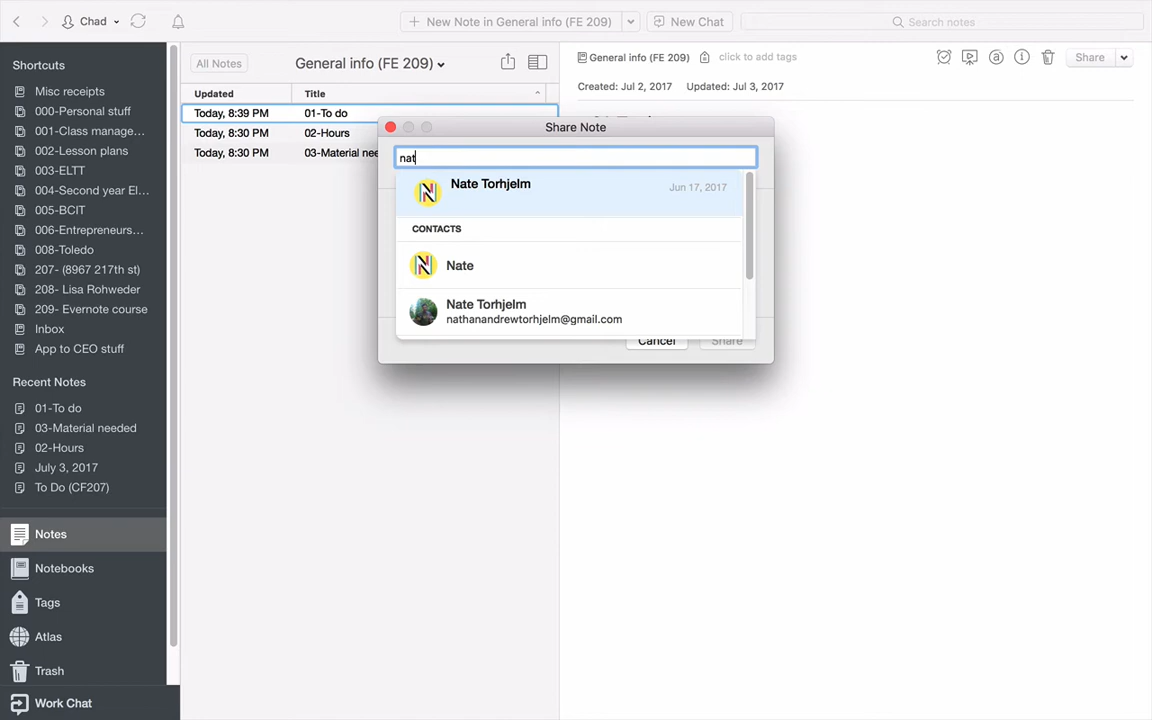 Chad
+ New Note in General info (FE 209)
New Chat
Search notes
Shortcuts
Misc receipts
000-Personal stuff
001-Class manage...
002-Lesson plans
003-ELTT
004-Second year El...
005-BCIT
006-Entrepreneurs...
008-Toledo
207- (8967 217th st)
208- Lisa Rohweder
209- Evernote course
Inbox
App to CEO stuff
Recent Notes
01-To do
03-Material needed
02-Hours
July 3, 2017
To Do (CF207)
Notes
Notebooks
Tags
Atlas
Trash
Work Chat
All Notes
General info (FE 209)
Updated Title
Today, 8:39 PM 01-To do
Today, 8:30 PM 02-Hours
Today, 8:30 PM 03-Material nee
General info (FE 209) click to add tags
Share
Created: Jul 2, 2017 Updated: Jul 3, 2017
Share Note
nat
Nate Torhjelm Jun 17, 2017
CONTACTS
Nate
Nate Torhjelm
nathanandrewtorhjelm@gmail.com
Cancel Share